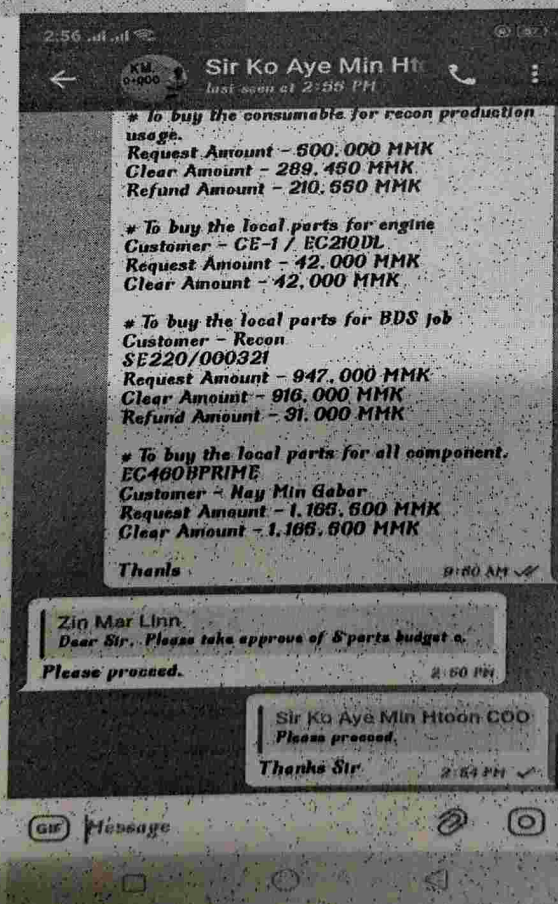 2:56
KM
0+000
Sir Ko Aye Min Ht
last seen at 2:55 PM
# To buy the consumable for recon production
usage.
Request Amount - 500,000 MMK
Clear Amount - 289,450 MMK
Refund Amount - 210,550 MMK
# To buy the local parts for engine
Customer - CE-1 / EC210DL
Request Amount - 42,000 MMK
Clear Amount - 42,000 MMK
# To buy the local parts for BDS job
Customer - Recon
SE220/000321
Request Amount - 947,000 MMK
Clear Amount - 916,000 MMK
Refund Amount - 31,000 MMK
# To buy the local parts for all component.
EC460BPRIME
Customer - Nay Min Gabar
Request Amount - 1,166,600 MMK
Clear Amount - 1,166,600 MMK
Thanls
AM
Zin Mar Linn
Dear Sir, Please take approve of S'parts budget o.
Please proceed.
2:50 PM
Sir Ko Aye Min Htoon COO
Please proceed.
Thanks Sir
2:54 PM
GIF
Message